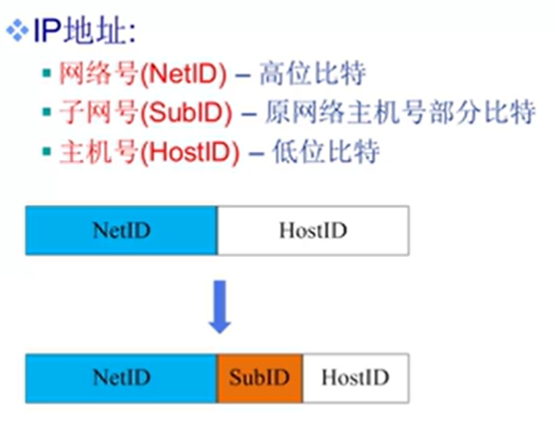 IP地址:
网络号(NetID) – 高位比特
子网号(SubID) – 原网络主机号部分比特
主机号(HostID) – 低位比特
NetID HostID
NetID SubID HostID